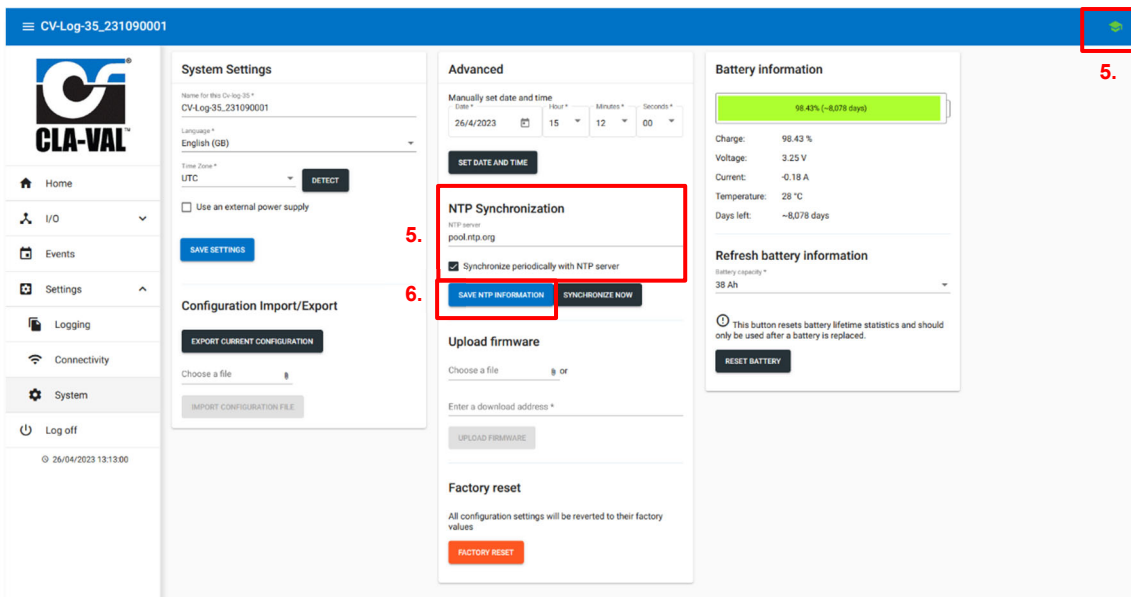 CV-Log-35_231090001
5.
CLA-VAL
Home
I/O
Events
Settings
Logging
Connectivity
System
Log off
26/04/2023 13:13:00
System Settings
Name for this Cv-log-35 *
CV-Log-35_231090001
Language *
English (GB)
Time Zone *
UTC
DETECT
Use an external power supply
SAVE SETTINGS
Configuration Import/Export
EXPORT CURRENT CONFIGURATION
Choose a file
IMPORT CONFIGURATION FILE
Advanced
Manually set date and time
Date * Hour * Minutes * Seconds *
26/4/2023 15 12 00
SET DATE AND TIME
5.
NTP Synchronization
NTP server
pool.ntp.org
Synchronize periodically with NTP server
6.
SAVE NTP INFORMATION SYNCHRONIZE NOW
Upload firmware
Choose a file or
Enter a download address *
UPLOAD FIRMWARE
Factory reset
All configuration settings will be reverted to their factory
values
FACTORY RESET
Battery information
98.43% (~8,078 days)
Charge: 98.43 %
Voltage: 3.25 V
Current: -0.18 A
Temperature: 28 °C
Days left: ~8,078 days
Refresh battery information
Battery capacity *
38 Ah
This button resets battery lifetime statistics and should
only be used after a battery is replaced.
RESET BATTERY